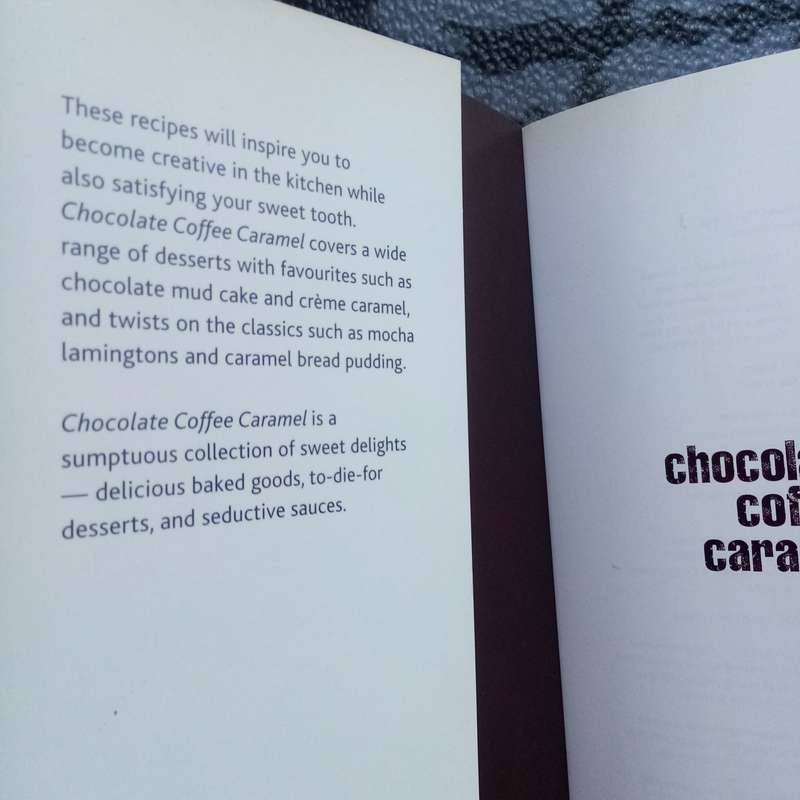 These recipes will inspire you to
become creative in the kitchen while
also satisfying your sweet tooth.
Chocolate Coffee Caramel covers a wide
range of desserts with favourites such as
chocolate mud cake and crème caramel,
and twists on the classics such as mocha
lamingtons and caramel bread pudding.
Chocolate Coffee Caramel is a
sumptuous collection of sweet delights
— delicious baked goods, to-die-for
desserts, and seductive sauces.
chocol
cof
cara